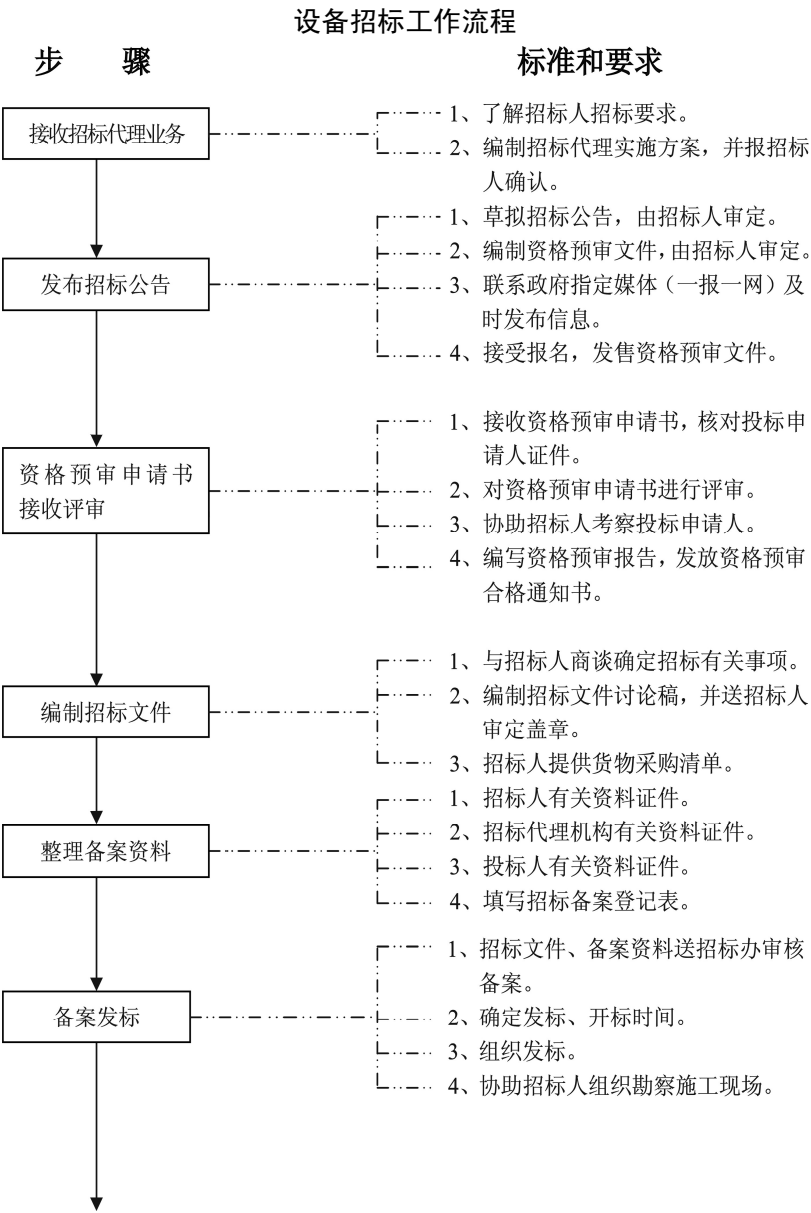 设备招标工作流程
步 骤
标准和要求
接收招标代理业务
1、了解招标人招标要求。
2、编制招标代理实施方案，并报招标
人确认。
发布招标公告
1、草拟招标公告，由招标人审定。
2、编制资格预审文件，由招标人审定。
3、联系政府指定媒体（一报一网）及
时发布信息。
4、接受报名，发售资格预审文件。
资格预审申请书
接收评审
1、接收资格预审申请书，核对投标申
请人证件。
2、对资格预审申请书进行评审。
3、协助招标人考察投标申请人。
4、编写资格预审报告，发放资格预审
合格通知书。
编制招标文件
1、与招标人商谈确定招标有关事项。
2、编制招标文件讨论稿，并送招标人
审定盖章。
3、招标人提供货物采购清单。
整理备案资料
1、招标人有关资料证件。
2、招标代理机构有关资料证件。
3、投标人有关资料证件。
4、填写招标备案登记表。
备案发标
1、招标文件、备案资料送招标办审核
备案。
2、确定发标、开标时间。
3、组织发标。
4、协助招标人组织勘察施工现场。